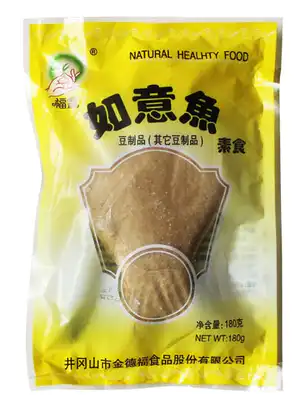 ®
NATURAL HEALHTY FOOD
如意魚
豆制品(其它豆制品)
素食
净含量:180克
NET WT:180g
井冈山市金德福食品股份有限公司